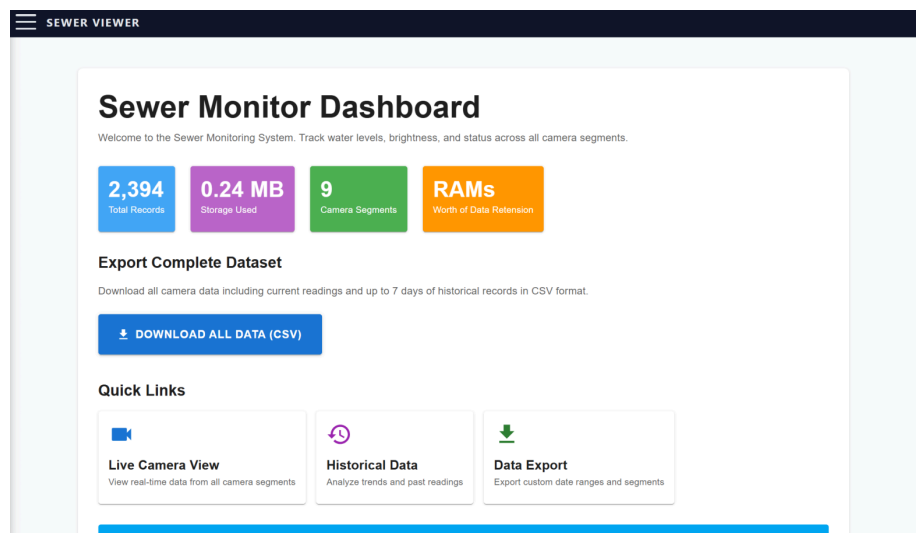 SEWER VIEWER
Sewer Monitor Dashboard
Welcome to the Sewer Monitoring System. Track water levels, brightness, and status across all camera segments.
2,394
Total Records
0.24 MB
Storage Used
9
Camera Segments
RAMs
Worth of Data Retension
Export Complete Dataset
Download all camera data including current readings and up to 7 days of historical records in CSV format.
DOWNLOAD ALL DATA (CSV)
Quick Links
Live Camera View
View real-time data from all camera segments
Historical Data
Analyze trends and past readings
Data Export
Export custom date ranges and segments